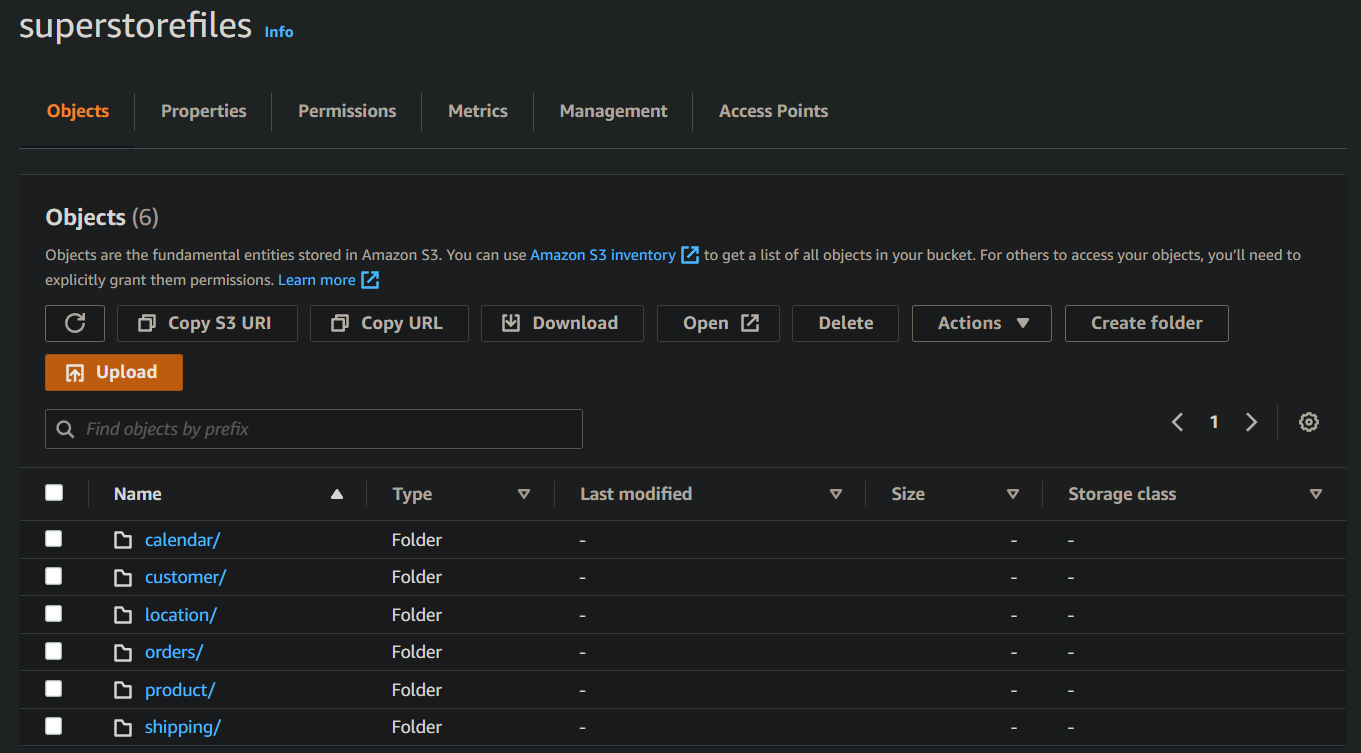 superstorefiles Info
Objects Properties Permissions Metrics Management Access Points
Objects (6)
Objects are the fundamental entities stored in Amazon S3. You can use Amazon S3 inventory to get a list of all objects in your bucket. For others to access your objects, you'll need to
explicitly grant them permissions. Learn more
Copy S3 URI Copy URL Download Open Delete Actions Create folder
Upload
Find objects by prefix 1
Name Type Last modified Size Storage class
calendar/ Folder - - -
customer/ Folder - - -
location/ Folder - - -
orders/ Folder - - -
product/ Folder - - -
shipping/ Folder - - -